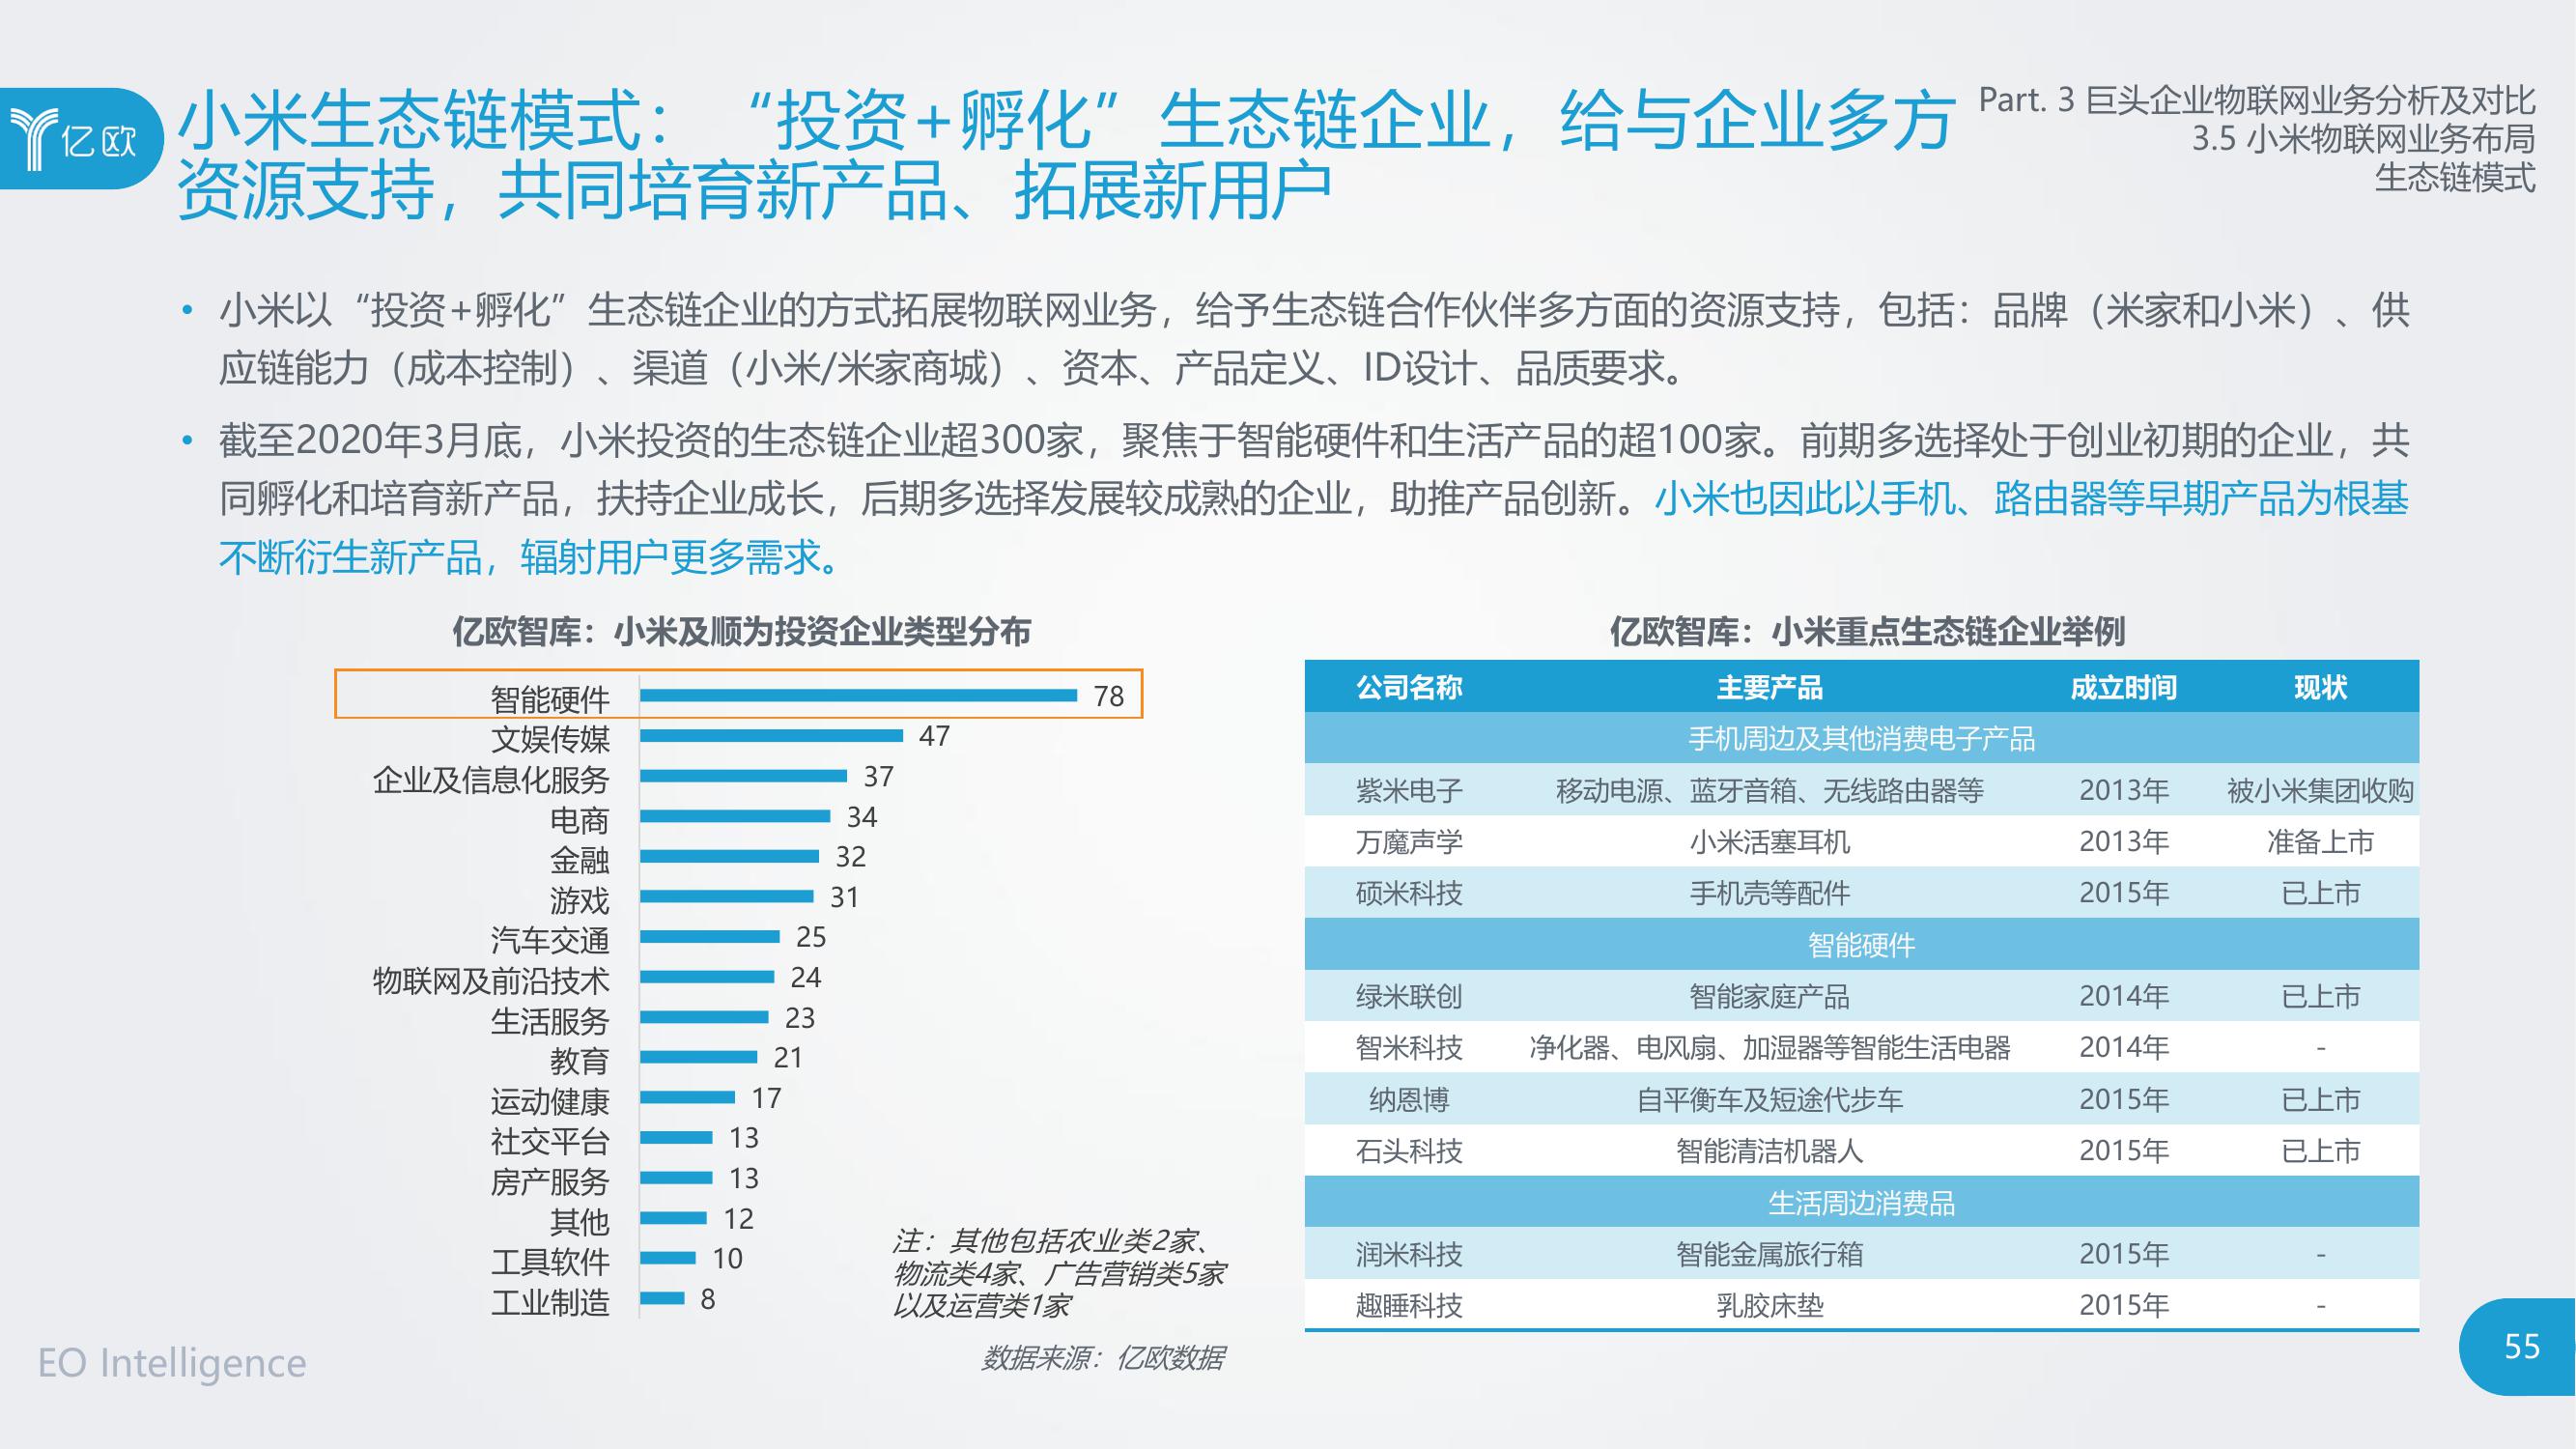 亿欧
小米生态链模式：“投资+孵化”生态链企业，给与企业多方
资源支持，共同培育新产品、拓展新用户
Part. 3 巨头企业物联网业务分析及对比
3.5 小米物联网业务布局
生态链模式
• 小米以“投资+孵化”生态链企业的方式拓展物联网业务，给予生态链合作伙伴多方面的资源支持，包括：品牌（米家和小米）、供
应链能力（成本控制）、渠道（小米/米家商城）、资本、产品定义、ID设计、品质要求。
• 截至2020年3月底，小米投资的生态链企业超300家，聚焦于智能硬件和生活产品的超100家。前期多选择处于创业初期的企业，共
同孵化和培育新产品，扶持企业成长，后期多选择发展较成熟的企业，助推产品创新。小米也因此以手机、路由器等早期产品为根基
不断衍生新产品，辐射用户更多需求。
亿欧智库：小米及顺为投资企业类型分布
智能硬件 78
文娱传媒 47
企业及信息化服务 37
电商 34
金融 32
游戏 31
汽车交通 25
物联网及前沿技术 24
生活服务 23
教育 21
运动健康 17
社交平台 13
房产服务 13
其他 12
工具软件 10
工业制造 8
注：其他包括农业类2家、
物流类4家、广告营销类5家
以及运营类1家
数据来源：亿欧数据
亿欧智库：小米重点生态链企业举例
公司名称 主要产品 成立时间 现状
手机周边及其他消费电子产品
紫米电子 移动电源、蓝牙音箱、无线路由器等 2013年 被小米集团收购
万魔声学 小米活塞耳机 2013年 准备上市
硕米科技 手机壳等配件 2015年 已上市
智能硬件
绿米联创 智能家庭产品 2014年 已上市
智米科技 净化器、电风扇、加湿器等智能生活电器 2014年 -
纳恩博 自平衡车及短途代步车 2015年 已上市
石头科技 智能清洁机器人 2015年 已上市
生活周边消费品
润米科技 智能金属旅行箱 2015年 -
趣睡科技 乳胶床垫 2015年 -
EO Intelligence
55